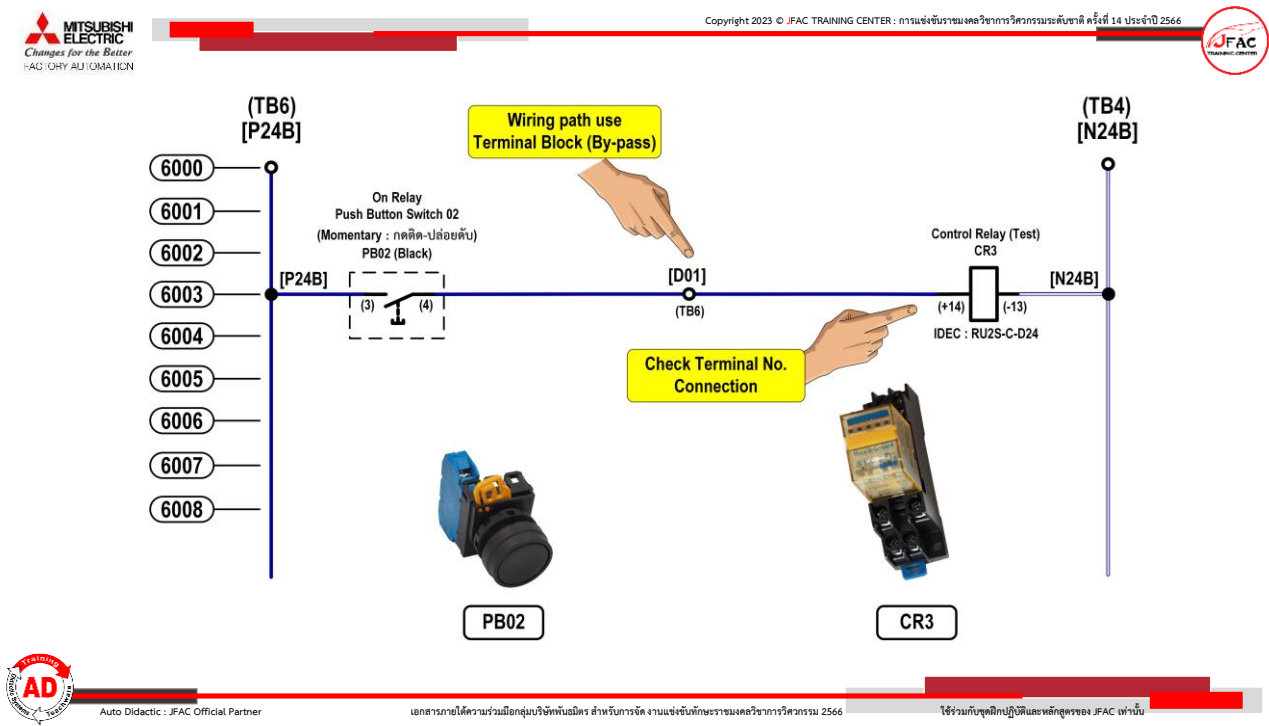 MITSUBISHI
ELECTRIC
Changes for the Better
FACTORY AUTOMATION
Copyright 2023 © JFAC TRAINING CENTER : การแข่งขันราชมงคลวิชาการวิศวกรรมระดับชาติ ครั้งที่ 14 ประจำปี 2566
JFAC
TRAINING CENTER
(TB6)
[P24B]
Wiring path use
Terminal Block (By-pass)
(TB4)
[N24B]
6000
6001
6002
6003
6004
6005
6006
6007
6008
On Relay
Push Button Switch 02
(Momentary : กดติด-ปล่อยดับ)
PB02 (Black)
[P24B]
(3)
(4)
[D01]
(TB6)
Control Relay (Test)
CR3
[N24B]
(+14)
(-13)
IDEC : RU2S-C-D24
Check Terminal No.
Connection
PB02
CR3
Training
AD
Auto Didactic : JFAC Official Partner
เอกสารภายใต้ความร่วมมือกลุ่มบริษัทพันธมิตร สำหรับการจัด งานแข่งขันทักษะราชมงคลวิชาการวิศวกรรม 2566
ใช้ร่วมกับชุดฝึกปฏิบัติและหลักสูตรของ JFAC เท่านั้น